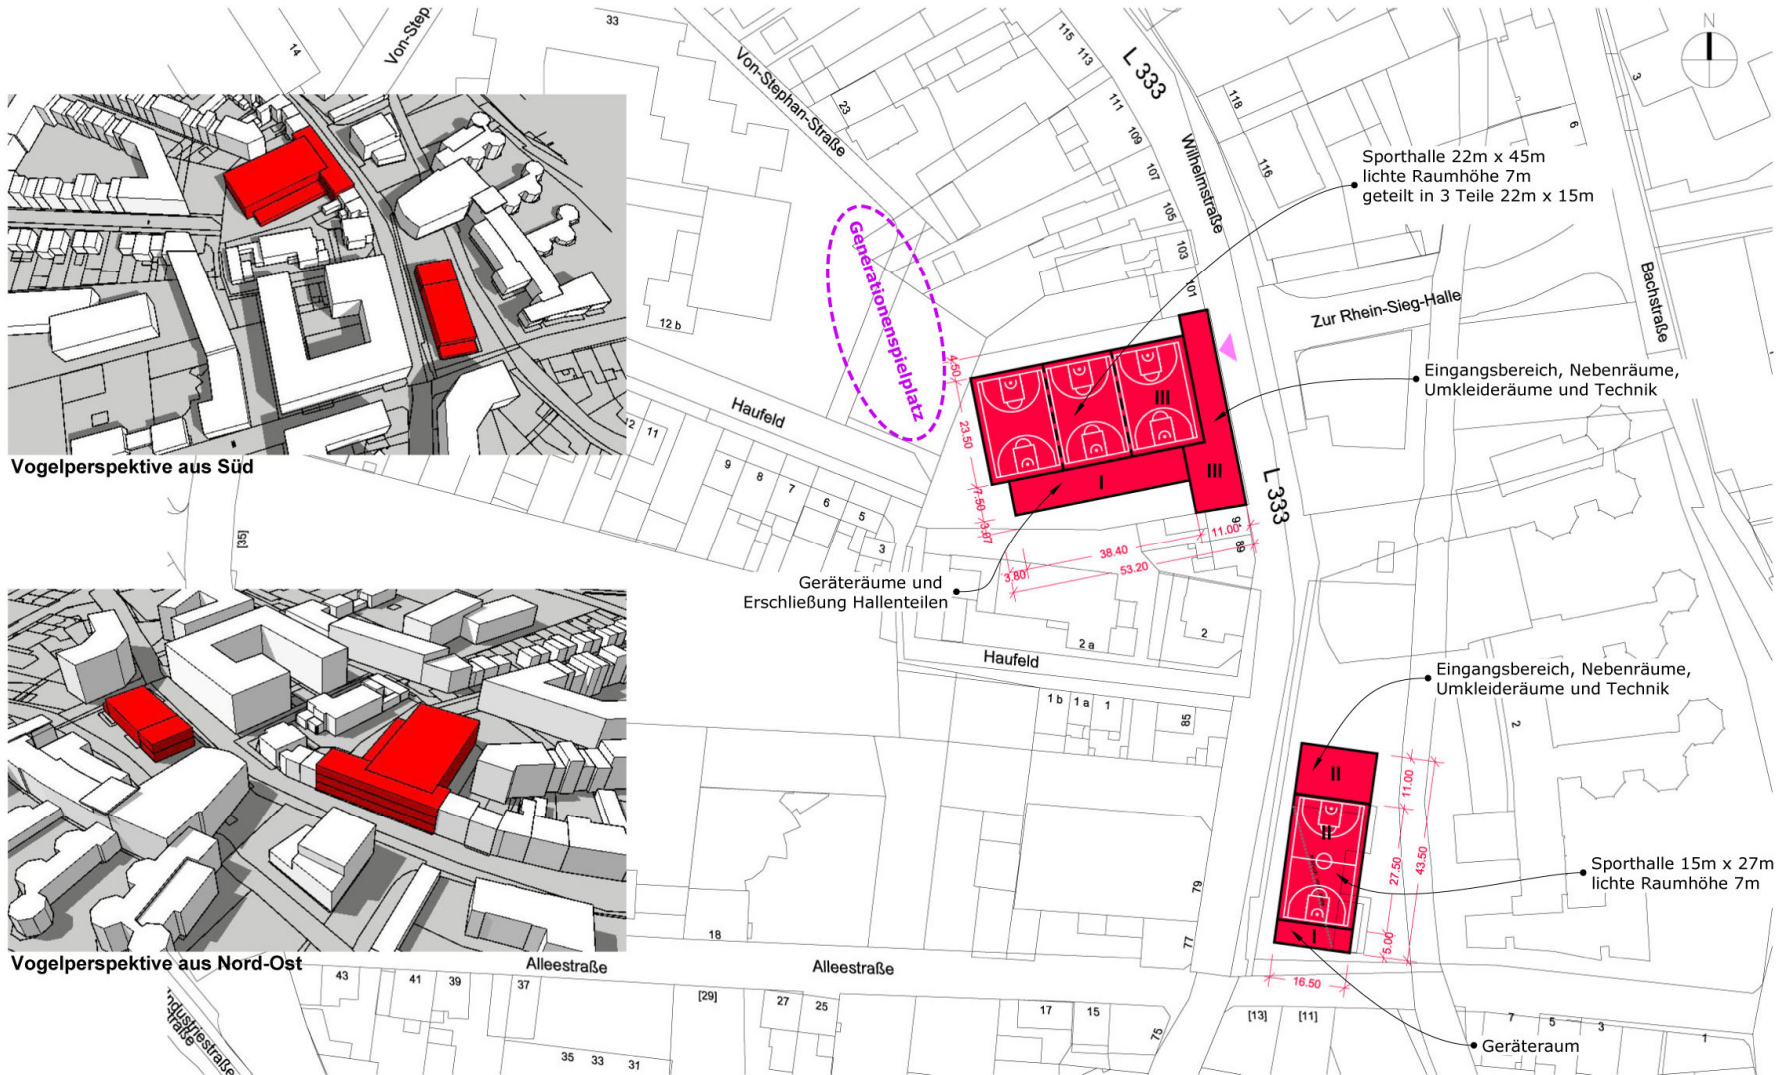 33
14
Von-Step
Von-Stephan-Straße
23
115
113
111
109
107
105
103
101
L 333
Wilhelmstraße
118
116
3
6
N
Sporthalle 22m x 45m
lichte Raumhöhe 7m
geteilt in 3 Teile 22m x 15m
Generationenspielplatz
12 b
Zur Rhein-Sieg-Halle
Bachstraße
Eingangsbereich, Nebenräume,
Umkleideräume und Technik
4.50
23.50
7.50
3.07
III
III
I
L 333
Haufeld
12
11
9
8
7
6
5
3
Vogelperspektive aus Süd
[35]
11.00
38.40
53.20
3.80
89
Geräteräume und
Erschließung Hallenteilen
2 a
2
Haufeld
1 b
1 a
1
85
Eingangsbereich, Nebenräume,
Umkleideräume und Technik
2
II
II
I
11.00
27.50
43.50
5.00
16.50
Sporthalle 15m x 27m
lichte Raumhöhe 7m
79
77
18
Vogelperspektive aus Nord-Ost
Alleestraße
Alleestraße
43
41
39
37
[29]
27
25
17
15
75
[13]
[11]
7
5
3
1
Geräteraum
35
33
31
Industriestraße